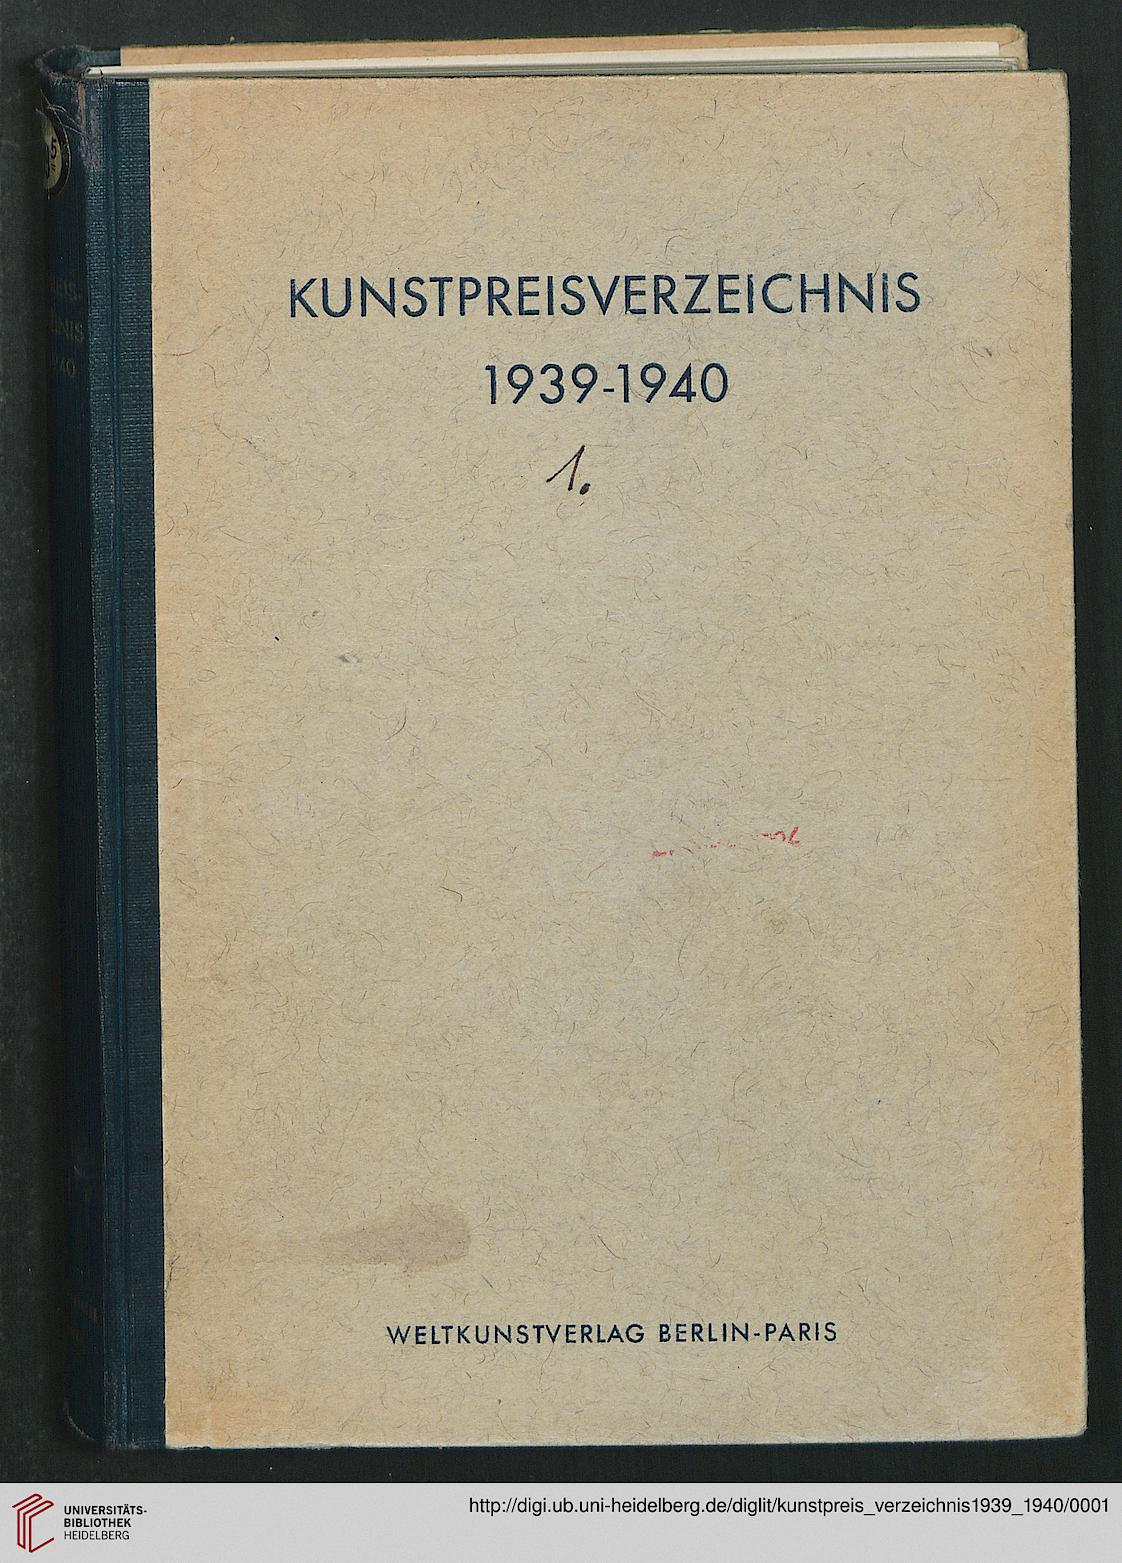 KUNSTPREISVERZEICHNIS
1939-1940
1.
WELTKUNSTVERLAG BERLIN-PARIS
UNIVERSITÄTS-
BIBLIOTHEK
HEIDELBERG
http://digi.ub.uni-heidelberg.de/diglit/kunstpreis_verzeichnis1939_1940/0001